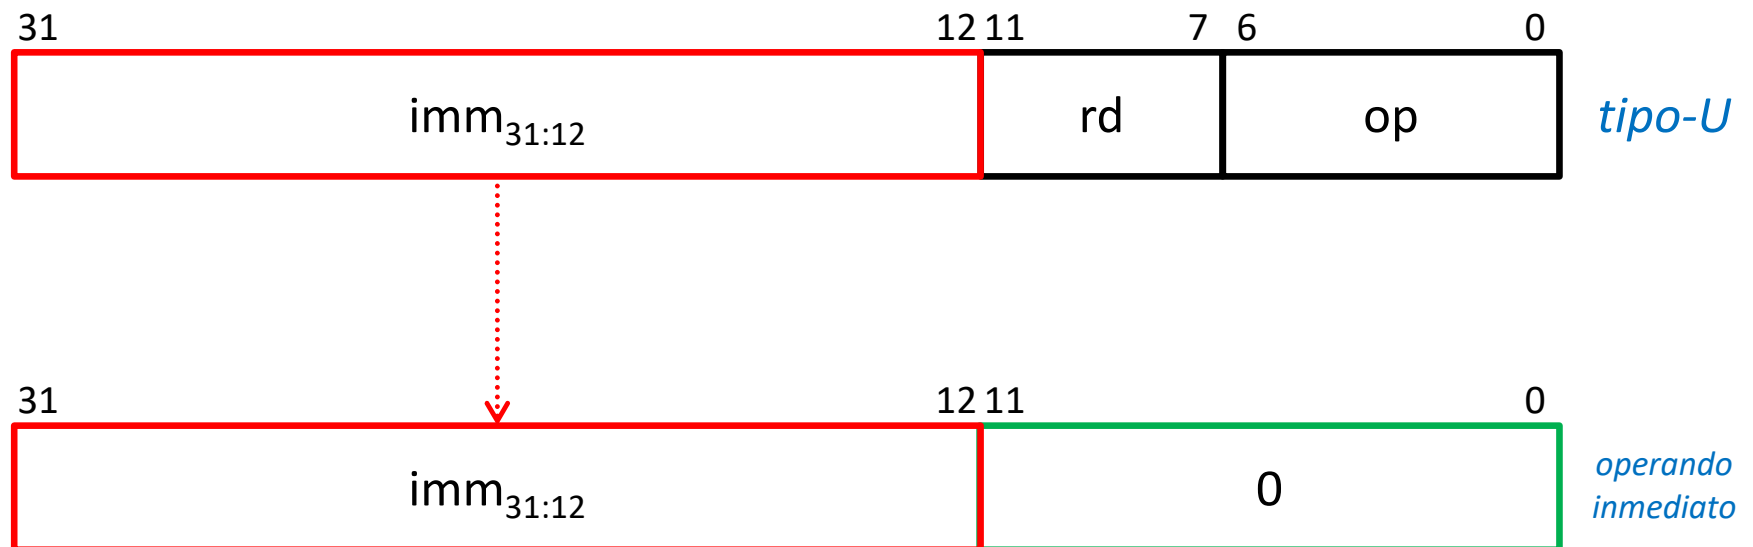 31 12 11 7 6 0
imm31:12 rd op tipo-U
31 12 11 0
imm31:12 0 operando
inmediato